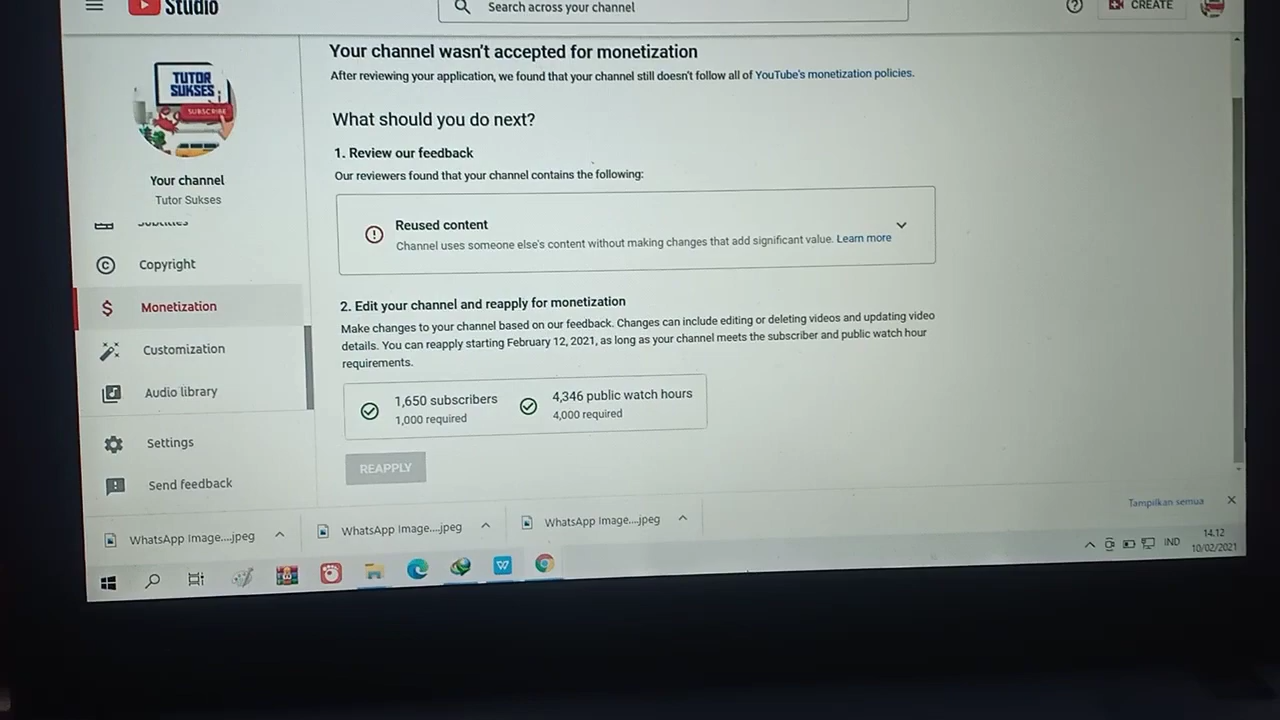 Studio
Search across your channel
CREATE
TUTOR
SUKSES
SUBSCRIBE
Your channel
Tutor Sukses
Subtitles
Copyright
Monetization
Customization
Audio library
Settings
Send feedback
Your channel wasn't accepted for monetization
After reviewing your application, we found that your channel still doesn't follow all of YouTube's monetization policies.
What should you do next?
1. Review our feedback
Our reviewers found that your channel contains the following:
Reused content
Channel uses someone else's content without making changes that add significant value. Learn more
2. Edit your channel and reapply for monetization
Make changes to your channel based on our feedback. Changes can include editing or deleting videos and updating video
details. You can reapply starting February 12, 2021, as long as your channel meets the subscriber and public watch hour
requirements.
1,650 subscribers
1,000 required
4,346 public watch hours
4,000 required
REAPPLY
WhatsApp Image....jpeg
WhatsApp Image....jpeg
WhatsApp Image....jpeg
Tampilkan semua
IND
14.12
10/02/2021